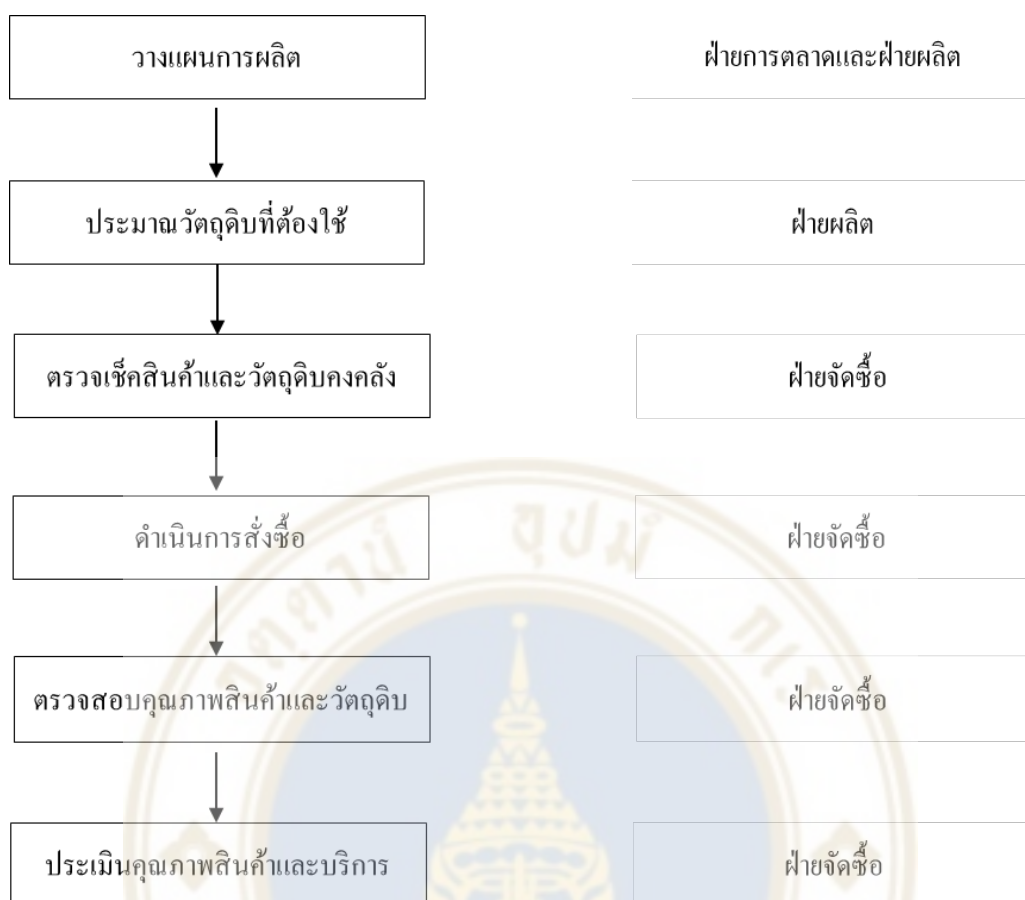 วางแผนการผลิต
ฝ่ายการตลาดและฝ่ายผลิต
ประมาณวัตถุดิบที่ต้องใช้
ฝ่ายผลิต
ตรวจเช็คสินค้าและวัตถุดิบคงคลัง
ฝ่ายจัดซื้อ
ดำเนินการสั่งซื้อ
ฝ่ายจัดซื้อ
ตรวจสอบคุณภาพสินค้าและวัตถุดิบ
ฝ่ายจัดซื้อ
ประเมินคุณภาพสินค้าและบริการ
ฝ่ายจัดซื้อ